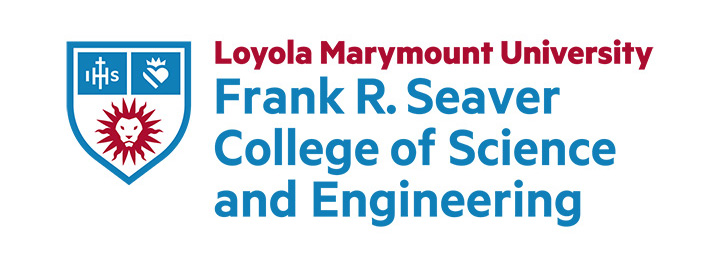 IHS
Loyola Marymount University
Frank R. Seaver
College of Science
and Engineering